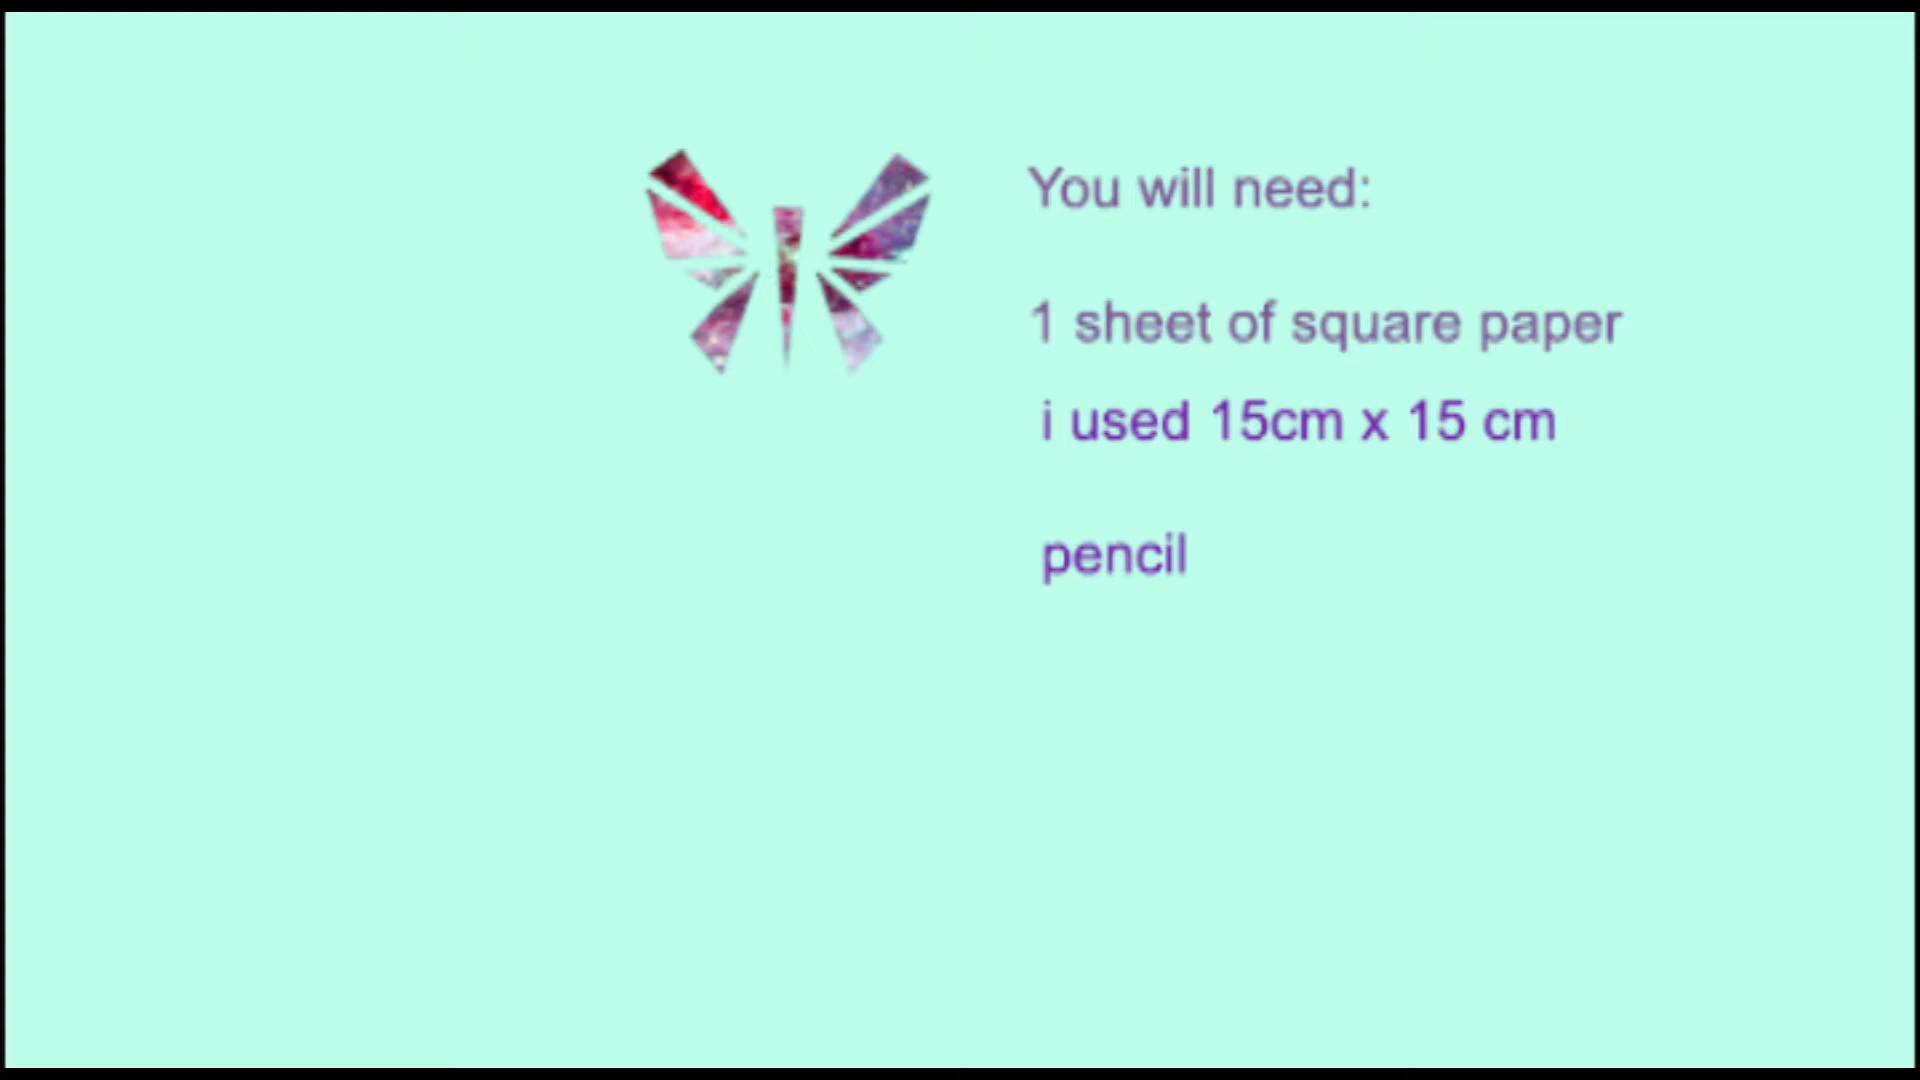 You will need:
1 sheet of square paper
i used 15cm x 15 cm
pencil